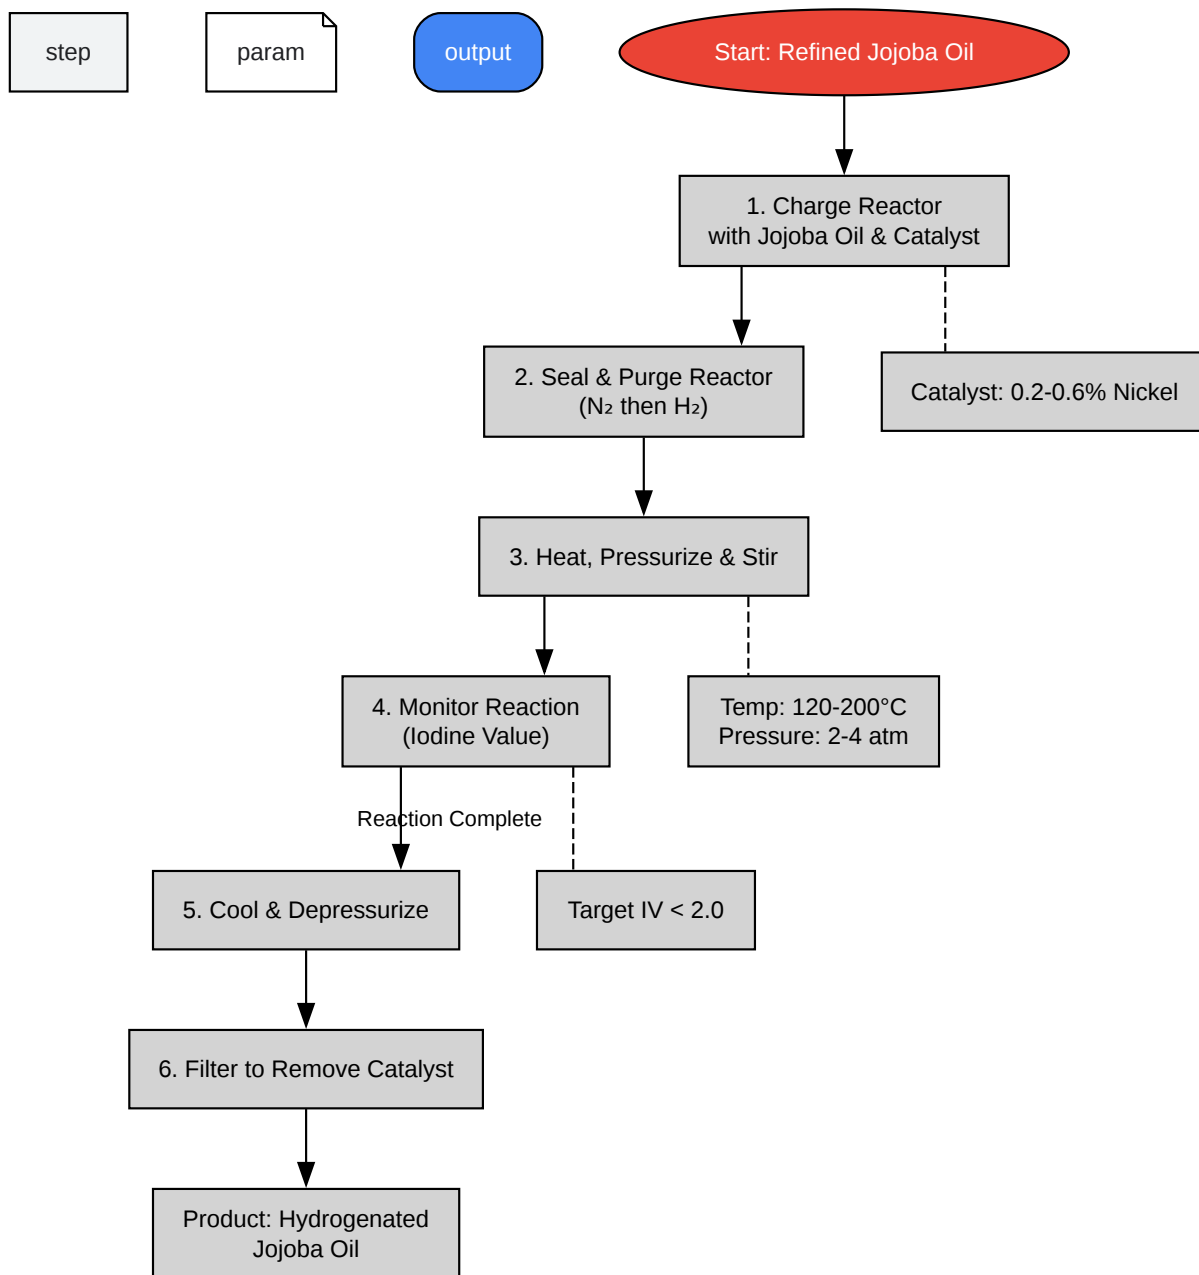 step
param
output
Start: Refined Jojoba Oil
1. Charge Reactor
with Jojoba Oil & Catalyst
2. Seal & Purge Reactor
(N₂ then H₂)
Catalyst: 0.2-0.6% Nickel
3. Heat, Pressurize & Stir
4. Monitor Reaction
(Iodine Value)
Temp: 120-200°C
Pressure: 2-4 atm
Reaction Complete
5. Cool & Depressurize
Target IV < 2.0
6. Filter to Remove Catalyst
Product: Hydrogenated
Jojoba Oil